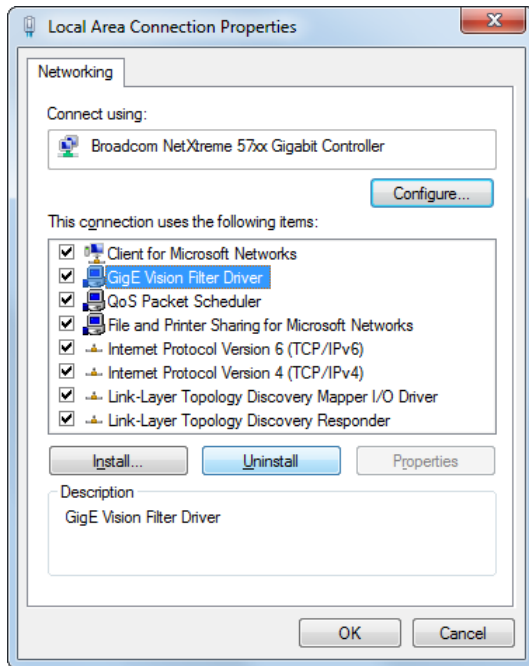 Local Area Connection Properties
Networking
Connect using:
Broadcom NetXtreme 57xx Gigabit Controller
Configure...
This connection uses the following items:
Client for Microsoft Networks
GigE Vision Filter Driver
QoS Packet Scheduler
File and Printer Sharing for Microsoft Networks
Internet Protocol Version 6 (TCP/IPv6)
Internet Protocol Version 4 (TCP/IPv4)
Link-Layer Topology Discovery Mapper I/O Driver
Link-Layer Topology Discovery Responder
Install... Uninstall Properties
Description
GigE Vision Filter Driver
OK Cancel